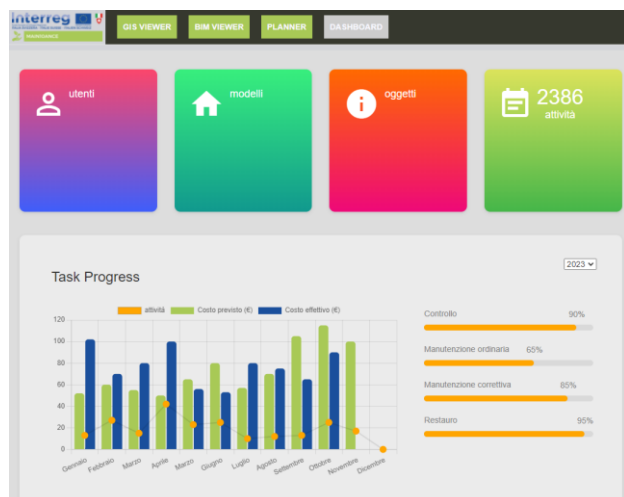 Interreg
MAINTENANCE
GIS VIEWER
BIM VIEWER
PLANNER
DASHBOARD
utenti
modelli
oggetti
2386
attività
2023
Task Progress
attività Costo previsto (€) Costo effettivo (€)
120
100
80
60
40
20
0
Gennaio Febbraio Marzo Aprile Marzo Giugno Luglio Agosto Settembre Ottobre Novembre Dicembre
Controllo 90%
Manutenzione ordinaria 65%
Manutenzione correttiva 85%
Restauro 95%